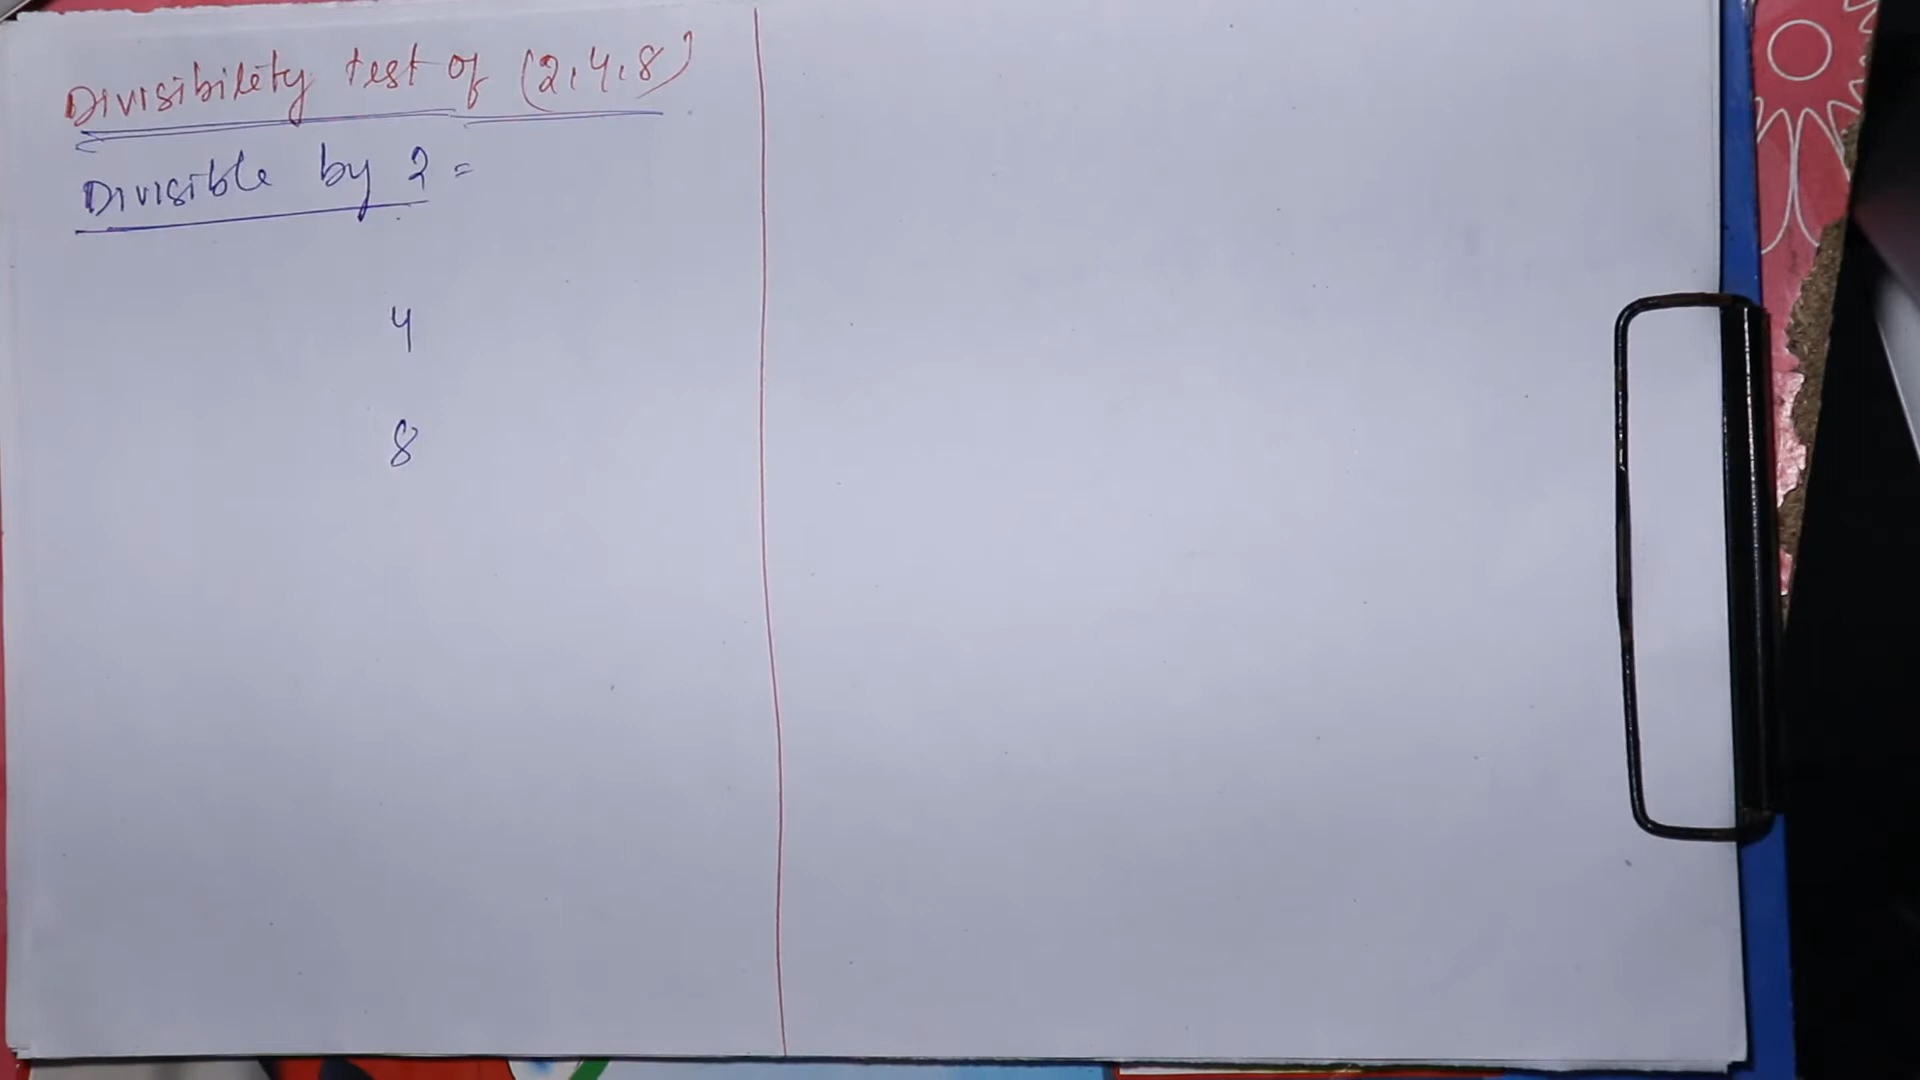 Divisibility test of (2,4,8)
Divisible by 2 =
4
8